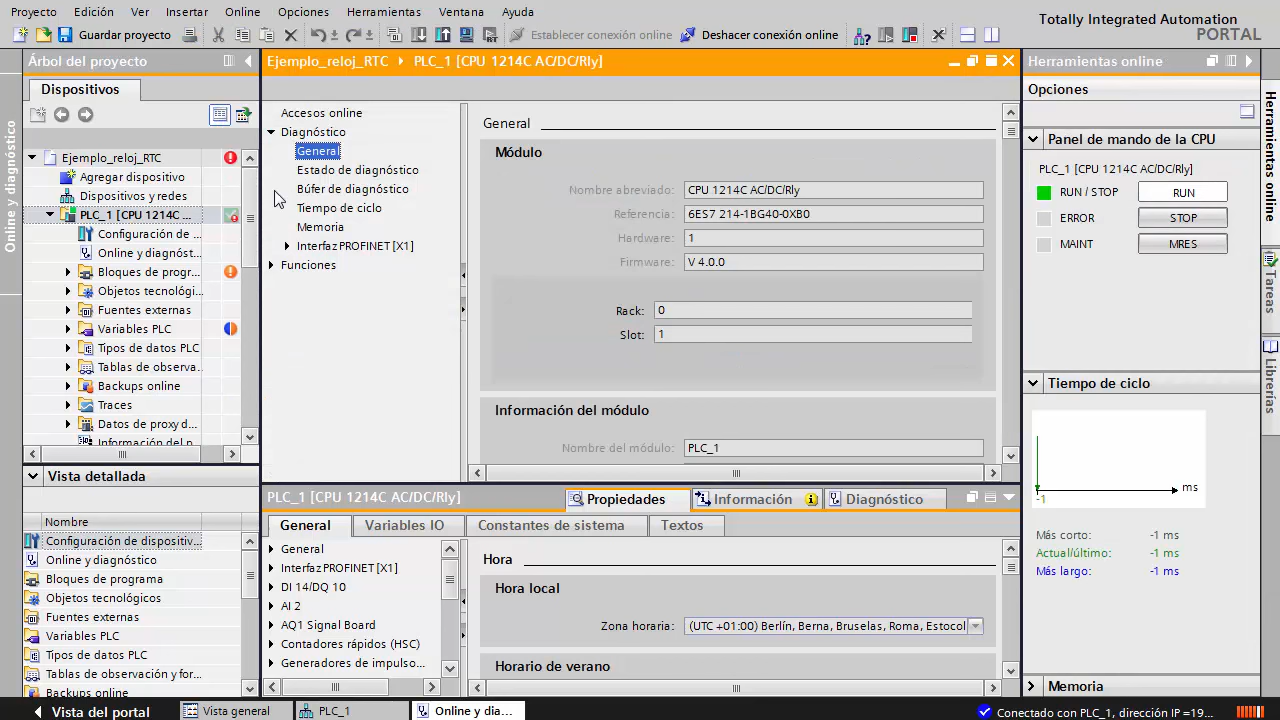 Proyecto Edición Ver Insertar Online Opciones Herramientas Ventana Ayuda
Totally Integrated Automation
PORTAL
Guardar proyecto Establecer conexión online Deshacer conexión online
Árbol del proyecto
Ejemplo_reloj_RTC PLC_1 [CPU 1214C AC/DC/Rly]
Herramientas online
Dispositivos
Opciones
Online y diagnóstico
Ejemplo_reloj_RTC
Agregar dispositivo
Dispositivos y redes
PLC_1 [CPU 1214C ...
Configuración de ...
Online y diagnóst...
Bloques de progr...
Objetos tecnológi...
Fuentes externas
Variables PLC
Tipos de datos PLC
Tablas de observa...
Backups online
Traces
Datos de proxy d...
Información del p
Accesos online
Diagnóstico
General
Estado de diagnóstico
Búfer de diagnóstico
Tiempo de ciclo
Memoria
Interfaz PROFINET [X1]
Funciones
General
Módulo
Nombre abreviado: CPU 1214C AC/DC/Rly
Referencia: 6ES7 214-1BG40-0XB0
Hardware: 1
Firmware: V 4.0.0
Rack: 0
Slot: 1
Información del módulo
Nombre del módulo: PLC_1
Panel de mando de la CPU
PLC_1 [CPU 1214C AC/DC/Rly]
RUN / STOP RUN
ERROR STOP
MAINT MRES
Tiempo de ciclo
ms
-1
Más corto: -1 ms
Actual/último: -1 ms
Más largo: -1 ms
Memoria
Herramientas online
Tareas
Librerías
Vista detallada
Nombre
Configuración de dispositiv...
Online y diagnóstico
Bloques de programa
Objetos tecnológicos
Fuentes externas
Variables PLC
Tipos de datos PLC
Tablas de observación y for...
Backups online
PLC_1 [CPU 1214C AC/DC/Rly]
Propiedades Información Diagnóstico
General Variables IO Constantes de sistema Textos
General
Interfaz PROFINET [X1]
DI 14/DQ 10
AI 2
AQ1 Signal Board
Contadores rápidos (HSC)
Generadores de impulso...
Hora
Hora local
Zona horaria: (UTC +01:00) Berlín, Berna, Bruselas, Roma, Estocol
Horario de verano
Vista del portal Vista general PLC_1 Online y dia... Conectado con PLC_1, dirección IP =19...